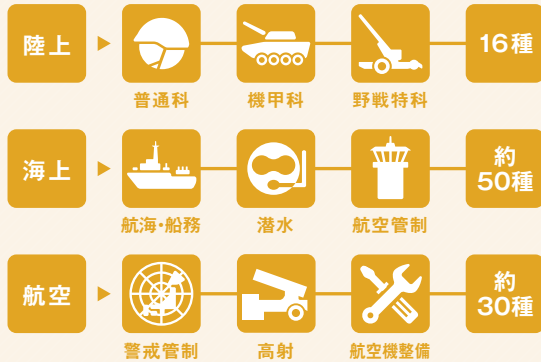 陸上
16種
普通科
機甲科
野戦特科
海上
約
50種
航海・船務
潜水
航空管制
航空
約
30種
警戒管制
高射
航空機整備